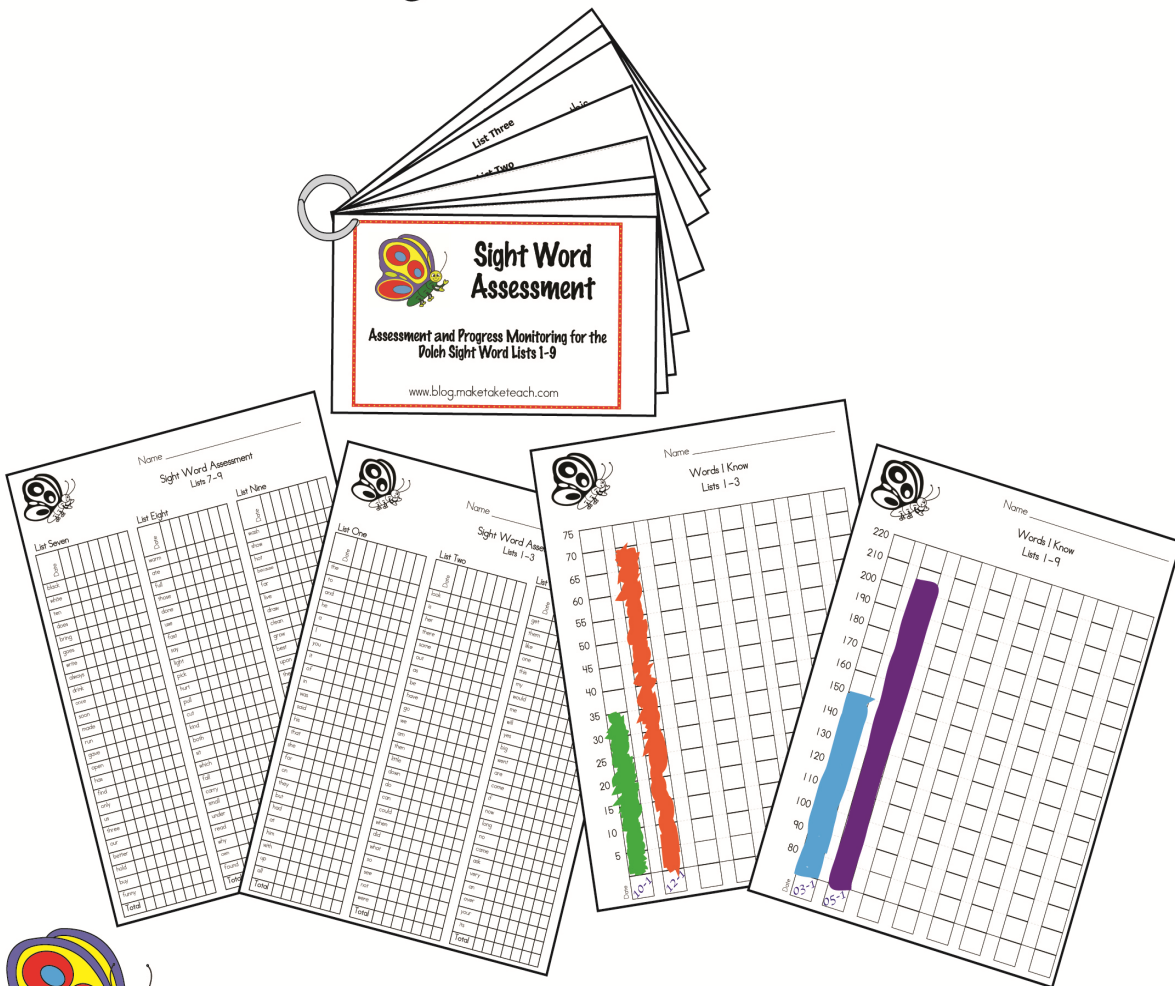 List Three
this
List Two
Sight Word
Assessment
Assessment and Progress Monitoring for the
Dolch Sight Word Lists 1-9
www.blog.maketaketeach.com
Name
Sight Word Assessment
Lists 7-9
List Seven
Date
black
white
ten
does
bring
goes
write
always
drink
once
soon
made
run
gave
open
has
find
only
us
three
our
better
hold
buy
funny
Total
List Eight
Date
warm
ate
full
those
done
use
fast
say
light
pick
hurt
pull
cut
kind
both
sit
which
fall
carry
small
under
read
why
own
found
Tota
List Nine
Date
wash
show
hot
because
far
live
draw
clean
grow
best
upon
the
Name
Sight Word Asse
Lists 1-3
List One
Date
the
to
and
he
a
I
you
it
of
in
was
said
his
that
she
for
on
they
but
had
at
him
with
up
all
Total
List Two
Date
look
is
her
there
some
out
as
be
have
go
we
am
then
little
down
do
can
could
when
did
what
so
see
not
were
Total
List
Date
get
them
like
one
this
my
would
me
will
yes
big
went
are
come
if
now
long
no
came
ask
very
an
over
your
its
Total
Name
Words I Know
Lists 1-3
75
70
65
60
55
50
45
40
35
30
25
20
15
10
5
Date
10-1
12-1
Name
Words I Know
Lists 1-9
220
210
200
190
180
170
160
150
140
130
120
110
100
90
80
Date
03-1
05-1